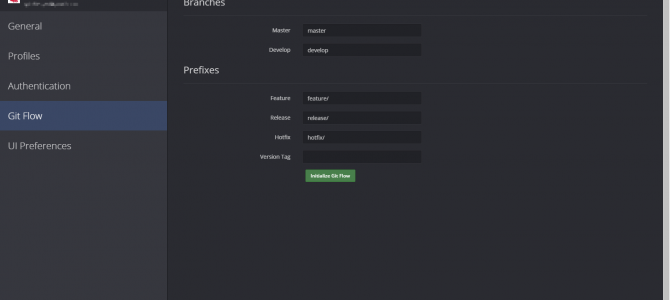 Branches
General
Master master
Develop develop
Profiles
Prefixes
Authentication
Feature feature/
Git Flow
Release release/
Hotfix hotfix/
UI Preferences
Version Tag
Initialize Git Flow